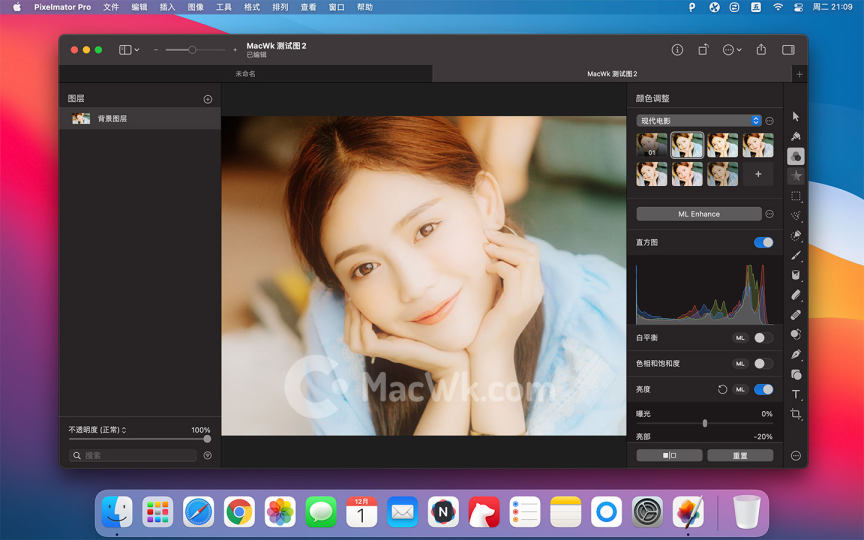 Pixelmator Pro 文件 编辑 插入 图像 工具 格式 排列 查看 窗口 帮助
周二 21:09
MacWk 测试图2
已编辑
未命名
MacWk 测试图2
图层
背景图层
不透明度 (正常)
100%
搜索
MacWk.com
颜色调整
现代电影
01
ML Enhance
直方图
白平衡
ML
色相和饱和度
ML
亮度
ML
曝光
0%
亮部
-20%
重置
T
12月
1
N